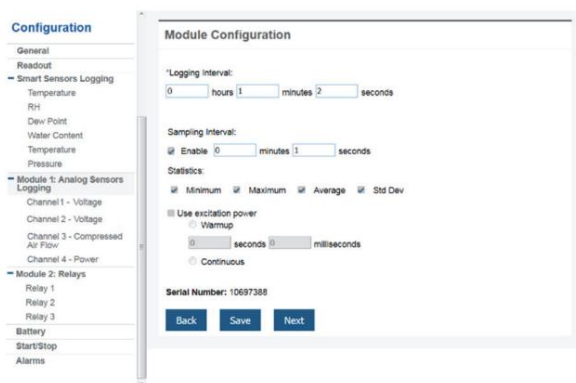 Configuration
General
Readout
Smart Sensors Logging
Temperature
RH
Dew Point
Water Content
Temperature
Pressure
Module 1: Analog Sensors
Logging
Channel 1 - Voltage
Channel 2 - Voltage
Channel 3 - Compressed
Air Flow
Channel 4 - Power
Module 2: Relays
Relay 1
Relay 2
Relay 3
Battery
Start/Stop
Alarms
Module Configuration
*Logging Interval:
0 hours 1 minutes 2 seconds
Sampling Interval:
Enable 0 minutes 1 seconds
Statistics:
Minimum Maximum Average Std Dev
Use excitation power
Warmup
0 seconds 0 milliseconds
Continuous
Serial Number: 10697388
Back Save Next